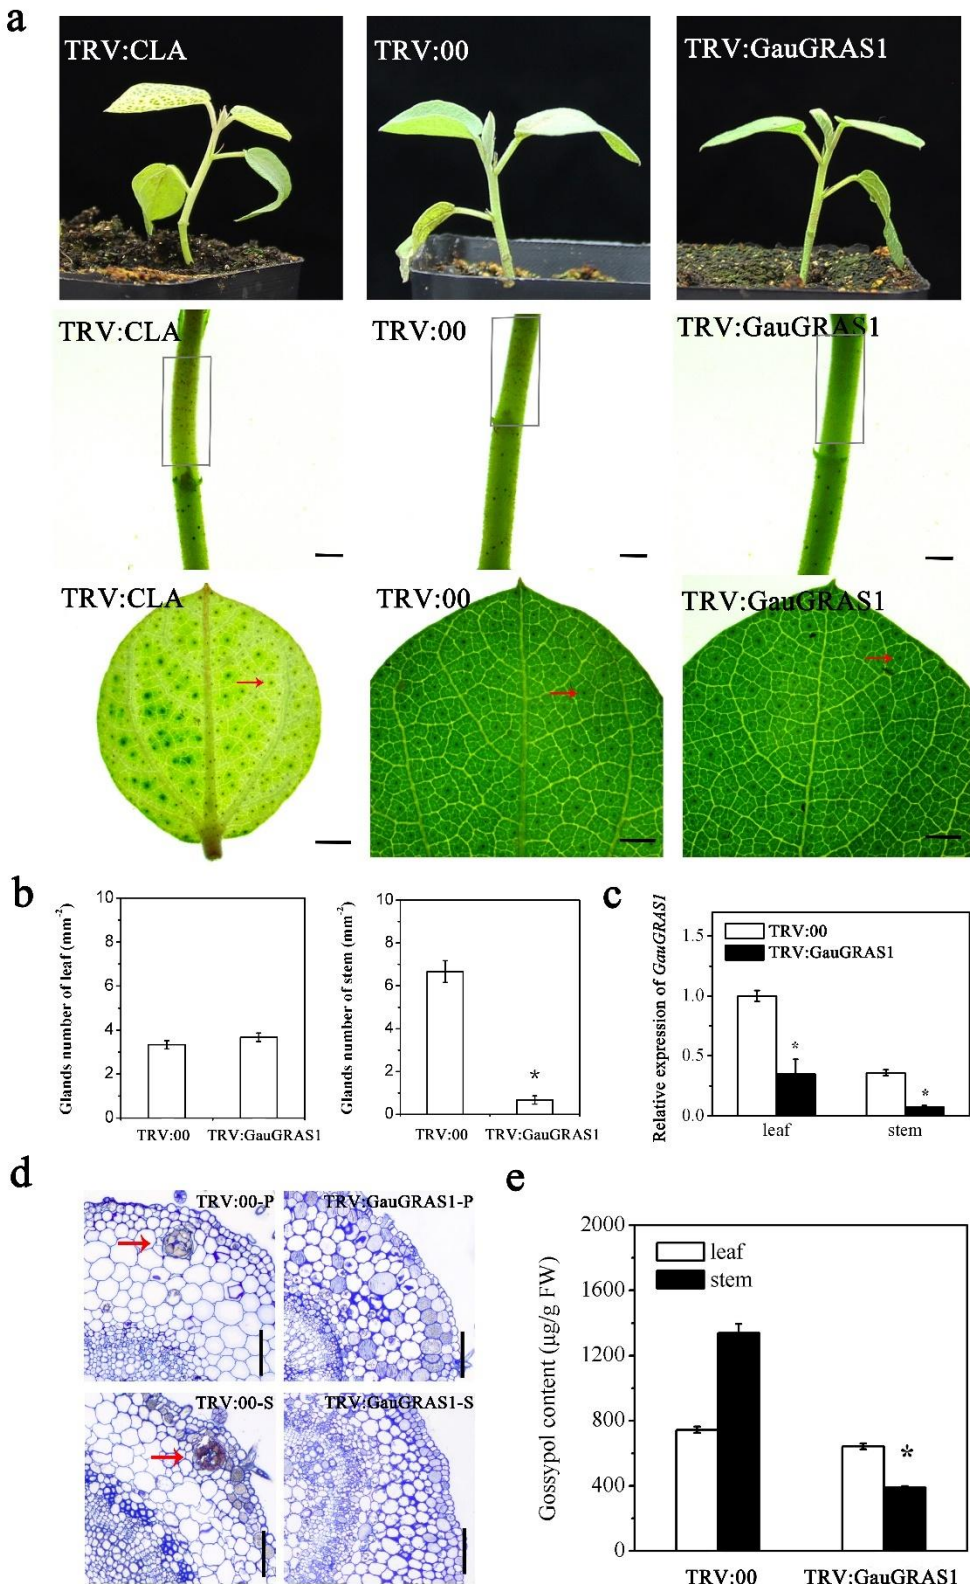 a
TRV:CLA
TRV:00
TRV:GauGRAS1
TRV:CLA
TRV:00
TRV:GauGRAS1
TRV:CLA
TRV:00
TRV:GauGRAS1
b
Glands number of leaf (mm⁻²)
10
8
6
4
2
0
TRV:00
TRV:GauGRAS1
Glands number of stem (mm⁻²)
10
8
6
4
2
0
*
TRV:00
TRV:GauGRAS1
c
Relative expression of GauGRAS1
1.5
1.0
0.5
0.0
TRV:00
TRV:GauGRAS1
*
*
leaf
stem
d
TRV:00-P
TRV:GauGRAS1-P
TRV:00-S
TRV:GauGRAS1-S
e
Gossypol content (µg/g FW)
2000
1600
1200
800
400
0
leaf
stem
*
TRV:00
TRV:GauGRAS1